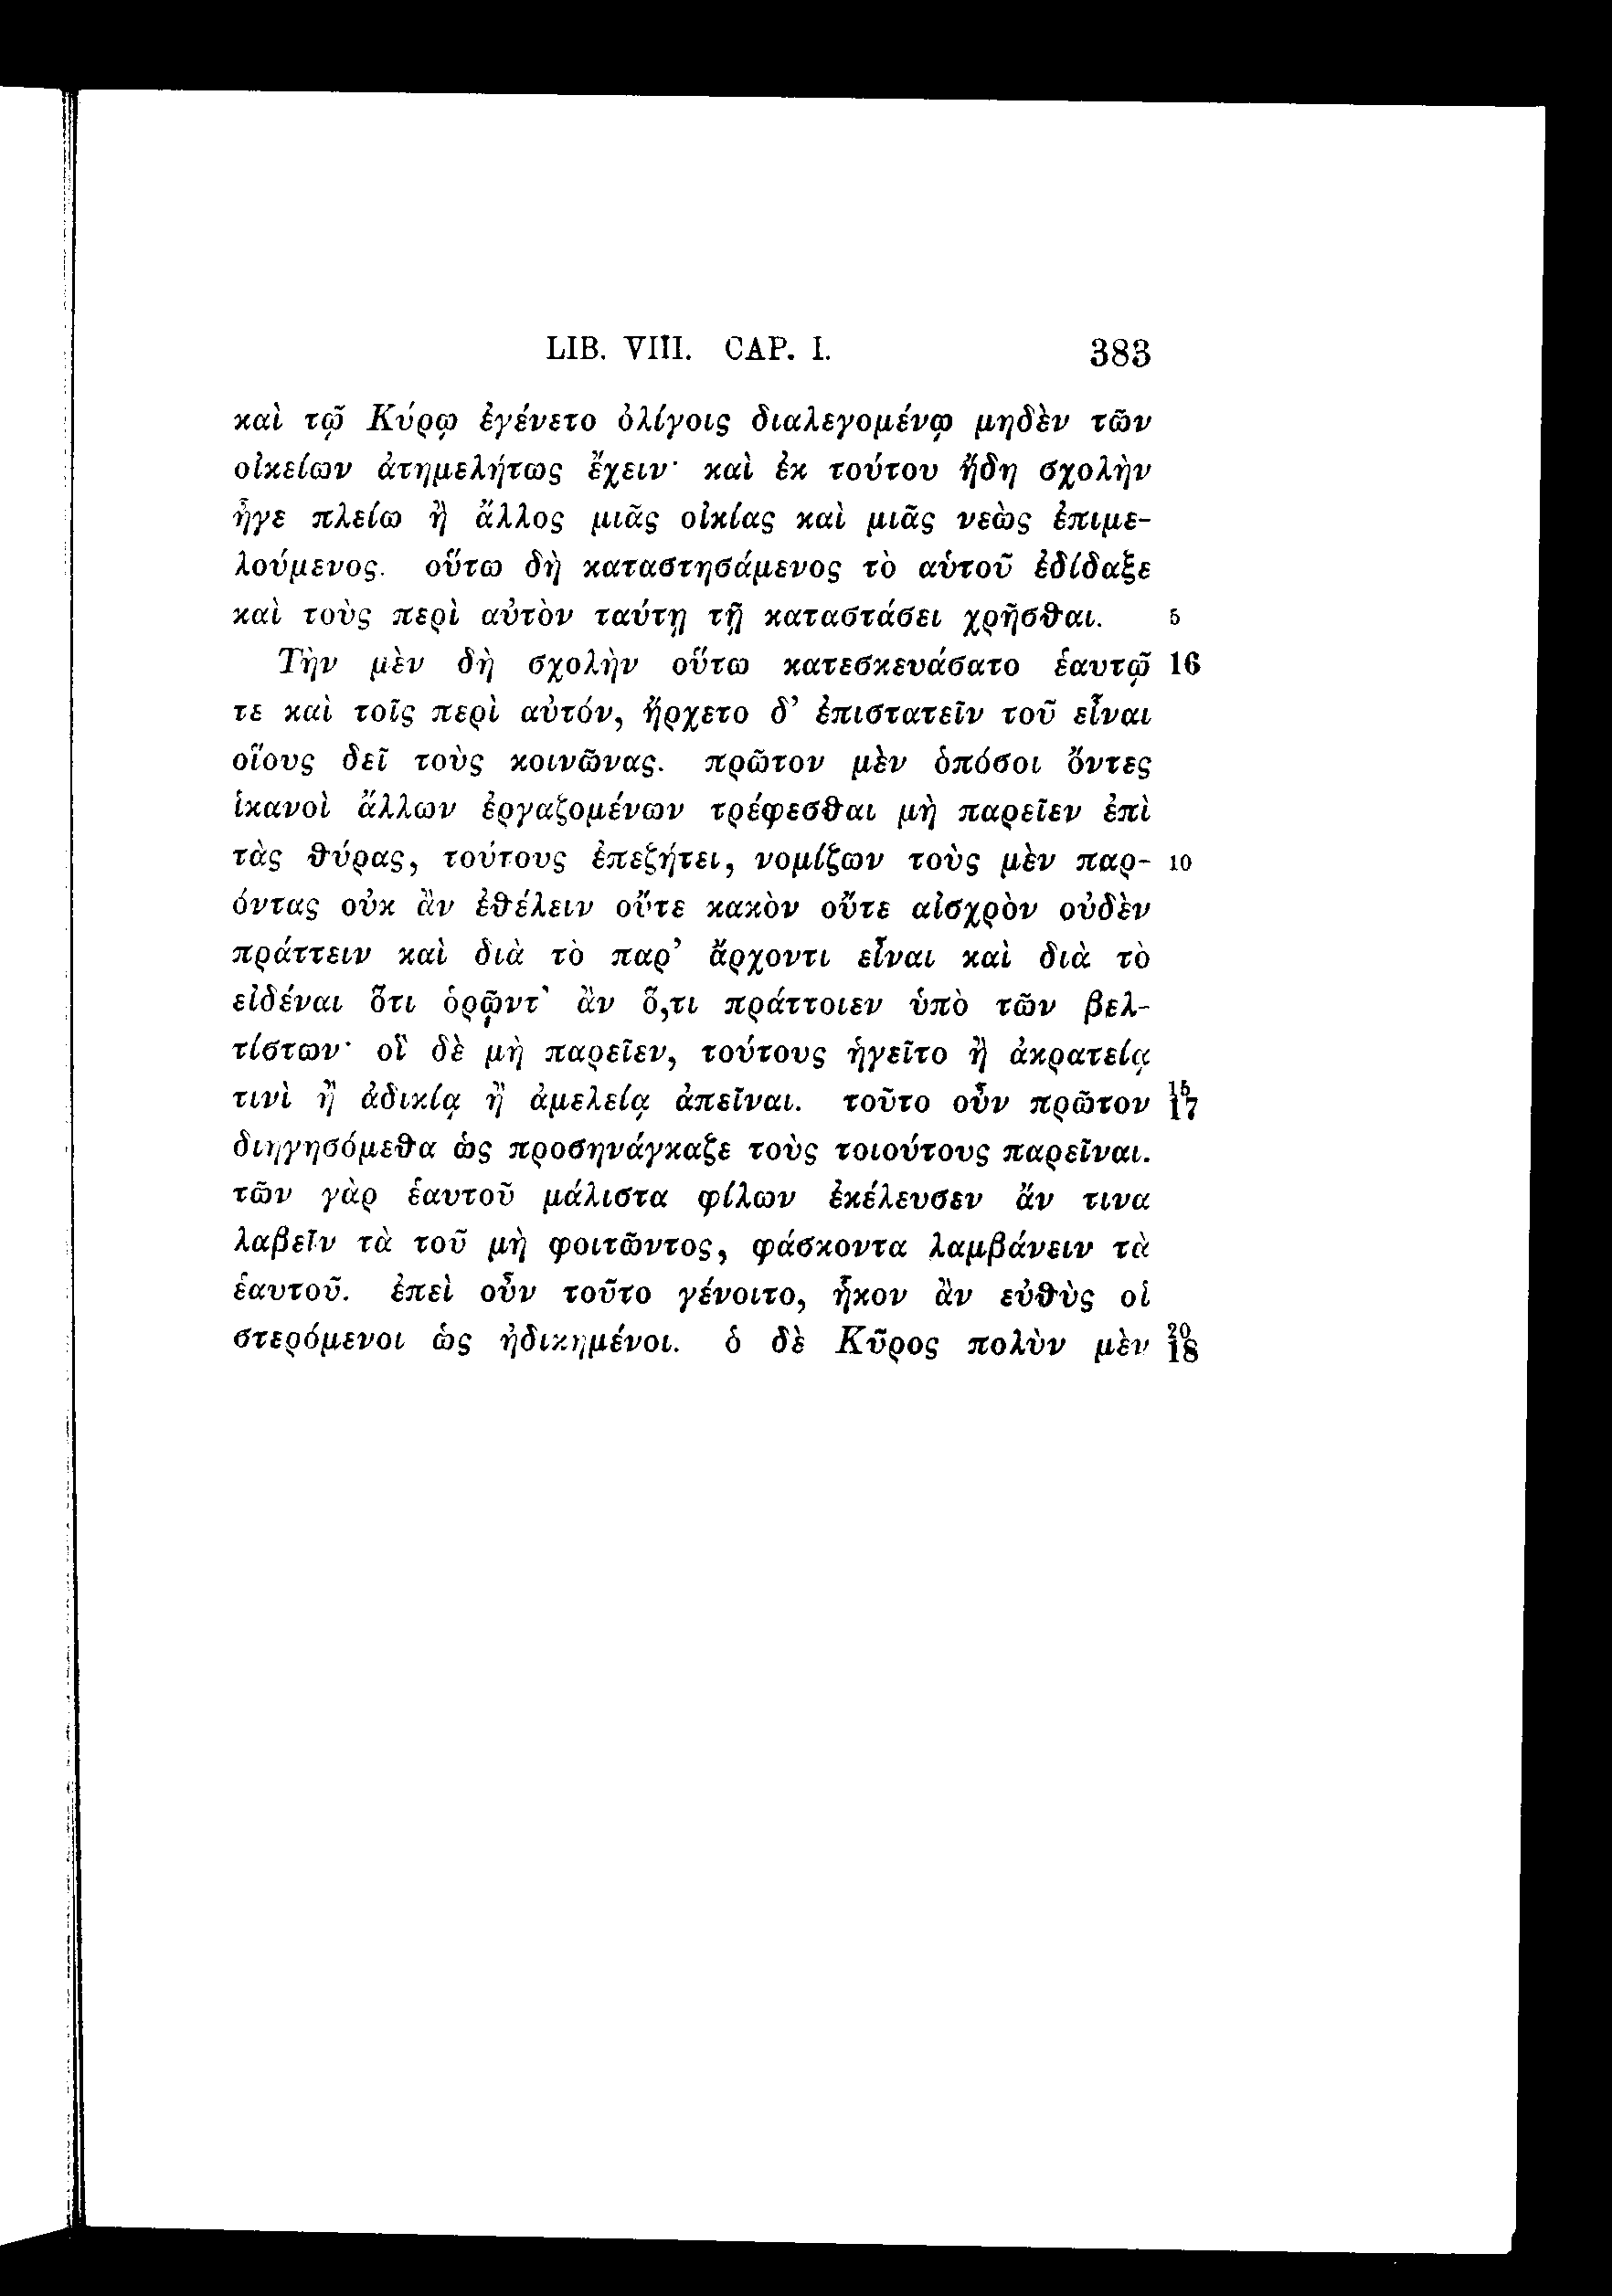 LIB. VIII. CAP. I. 383
καὶ τῷ Κύρῳ ἐγένετο ὀλίγοις διαλεγομένῳ μηδὲν τῶν
οἰκείων ἀτημελήτως ἔχειν· καὶ ἐκ τούτου ἤδη σχολὴν
ἦγε πλείω ἢ ἄλλος μιᾶς οἰκίας καὶ μιᾶς νεὼς ἐπιμε-
λούμενος. οὕτω δὴ καταστησάμενος τὸ αὑτοῦ ἐδίδαξε
καὶ τοὺς περὶ αὐτὸν ταύτῃ τῇ καταστάσει χρῆσθαι. 5
Τὴν μὲν δὴ σχολὴν οὕτω κατεσκευάσατο ἑαυτῷ 16
τε καὶ τοῖς περὶ αὐτόν, ἤρχετο δ’ ἐπιστατεῖν τοῦ εἶναι
οἵους δεῖ τοὺς κοινῶνας. πρῶτον μὲν ὁπόσοι ὄντες
ἱκανοὶ ἄλλων ἐργαζομένων τρέφεσθαι μὴ παρεῖεν ἐπὶ
τὰς θύρας, τούτους ἐπεζήτει, νομίζων τοὺς μὲν παρ- 10
όντας οὐκ ἂν ἐθέλειν οὔτε κακὸν οὔτε αἰσχρὸν οὐδὲν
πράττειν καὶ διὰ τὸ παρ’ ἄρχοντι εἶναι καὶ διὰ τὸ
εἰδέναι ὅτι ὁρῷντ’ ἂν ὅ,τι πράττοιεν ὑπὸ τῶν βελ-
τίστων· οἳ δὲ μὴ παρεῖεν, τούτους ἡγεῖτο ἢ ἀκρατείᾳ
τινὶ ἢ ἀδικίᾳ ἢ ἀμελείᾳ ἀπεῖναι. τοῦτο οὖν πρῶτον 15 17
διηγησόμεθα ὡς προσηνάγκαζε τοὺς τοιούτους παρεῖναι.
τῶν γὰρ ἑαυτοῦ μάλιστα φίλων ἐκέλευσεν ἄν τινα
λαβεῖν τὰ τοῦ μὴ φοιτῶντος, φάσκοντα λαμβάνειν τὰ
ἑαυτοῦ. ἐπεὶ οὖν τοῦτο γένοιτο, ἧκον ἂν εὐθὺς οἱ
στερόμενοι ὡς ἠδικημένοι. ὁ δὲ Κῦρος πολὺν μὲν 20 18